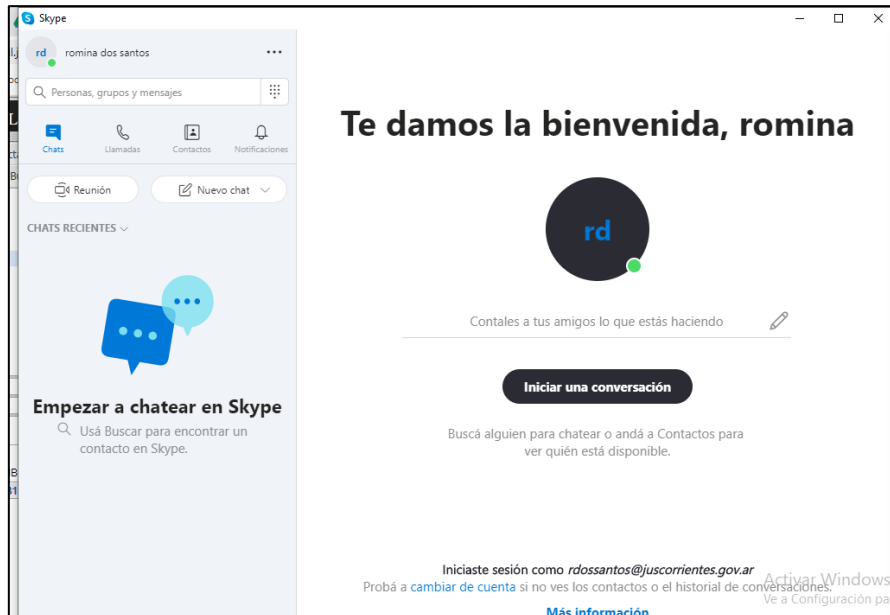 Skype
rd romina dos santos
Personas, grupos y mensajes
Chats Llamadas Contactos Notificaciones
Reunión Nuevo chat
CHATS RECIENTES
Empezar a chatear en Skype
Usá Buscar para encontrar un
contacto en Skype.
Te damos la bienvenida, romina
rd
Contales a tus amigos lo que estás haciendo
Iniciar una conversación
Buscá alguien para chatear o andá a Contactos para
ver quién está disponible.
Iniciaste sesión como rdossantos@juscorrientes.gov.ar
Probá a cambiar de cuenta si no ves los contactos o el historial de conversaciones.
Más información
Activar Windows
Ve a Configuración pa